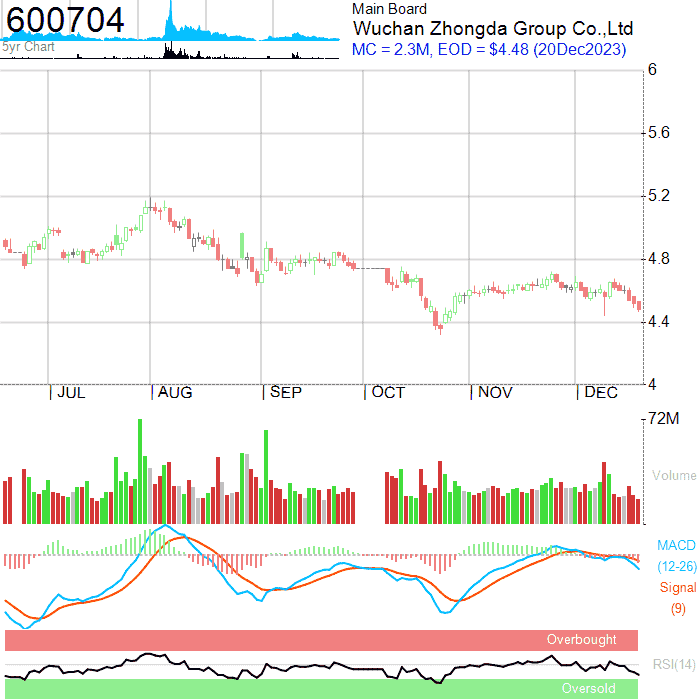 600704
5yr Chart
Main Board
Wuchan Zhongda Group Co.,Ltd
MC = 2.3M, EOD = $4.48 (20Dec2023)
6
5.6
5.2
4.8
4.4
4
JUL
AUG
SEP
OCT
NOV
DEC
72M
Volume
MACD
(12-26)
Signal
(9)
Overbought
RSI(14)
Oversold